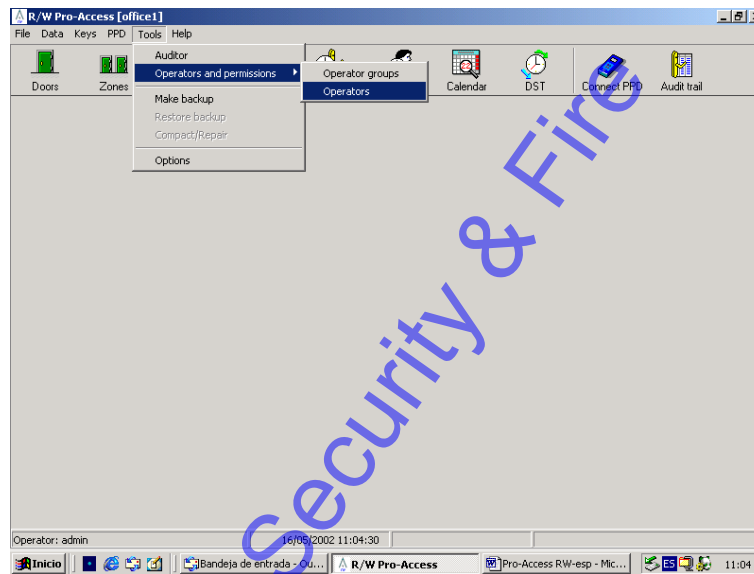 R/W Pro-Access [office1]
File Data Keys PPD Tools Help
Auditor
Operators and permissions
Operator groups
Operators
Make backup
Restore backup
Compact/Repair
Options
Doors Zones Calendar DST Connect PPD Audit trail
Security & Fire
Operator: admin 16/05/2002 11:04:30
Inicio Bandeja de entrada - Ou... R/W Pro-Access Pro-Access RW-esp - Mic... ES 11:04